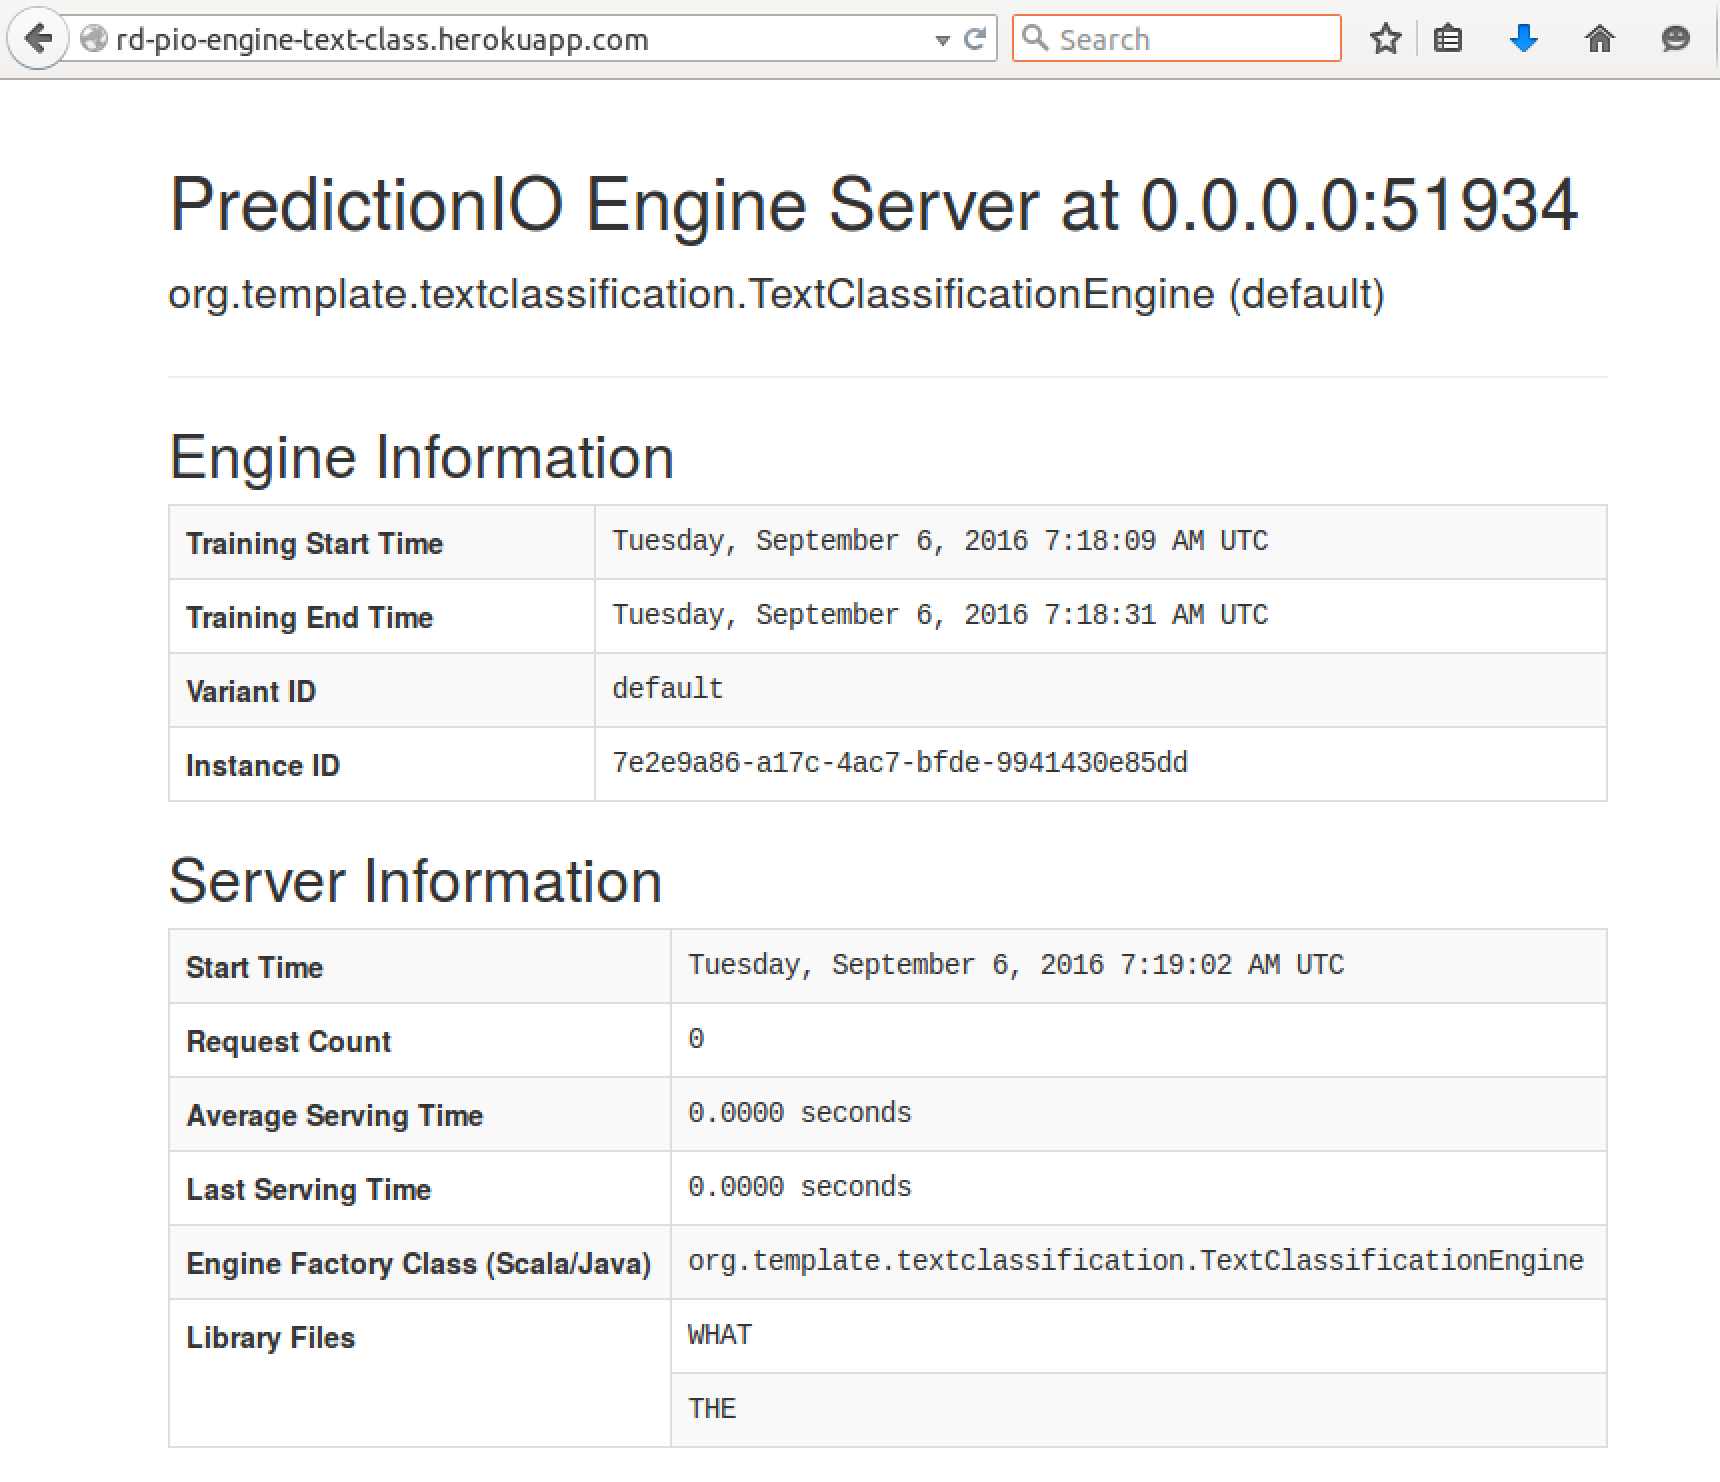 rd-pio-engine-text-class.herokuapp.com Search
PredictionIO Engine Server at 0.0.0.0:51934
org.template.textclassification.TextClassificationEngine (default)
Engine Information
Training Start Time Tuesday, September 6, 2016 7:18:09 AM UTC
Training End Time Tuesday, September 6, 2016 7:18:31 AM UTC
Variant ID default
Instance ID 7e2e9a86-a17c-4ac7-bfde-9941430e85dd
Server Information
Start Time Tuesday, September 6, 2016 7:19:02 AM UTC
Request Count 0
Average Serving Time 0.0000 seconds
Last Serving Time 0.0000 seconds
Engine Factory Class (Scala/Java) org.template.textclassification.TextClassificationEngine
Library Files WHAT
THE